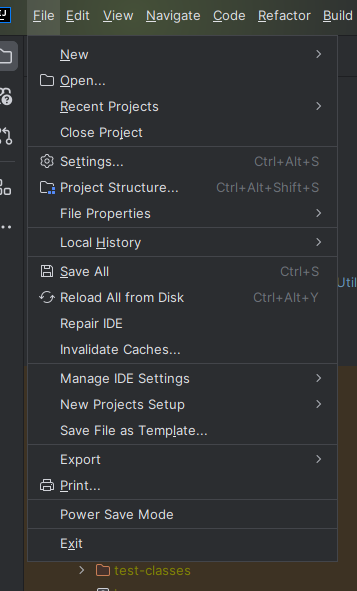 File Edit View Navigate Code Refactor Build
New
Open...
Recent Projects
Close Project
Settings... Ctrl+Alt+S
Project Structure... Ctrl+Alt+Shift+S
File Properties
Local History
Save All Ctrl+S
Util
Reload All from Disk Ctrl+Alt+Y
Repair IDE
Invalidate Caches...
Manage IDE Settings
New Projects Setup
Save File as Template...
Export
Print...
Power Save Mode
Exit
test-classes